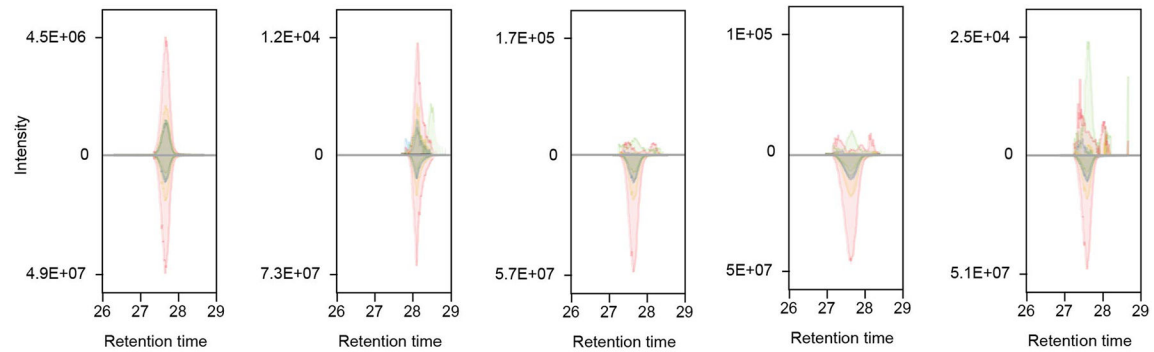 Intensity
4.5E+06
0
4.9E+07
26 27 28 29
Retention time
1.2E+04
0
7.3E+07
26 27 28 29
Retention time
1.7E+05
0
5.7E+07
26 27 28 29
Retention time
1E+05
0
5E+07
26 27 28 29
Retention time
2.5E+04
0
5.1E+07
26 27 28 29
Retention time